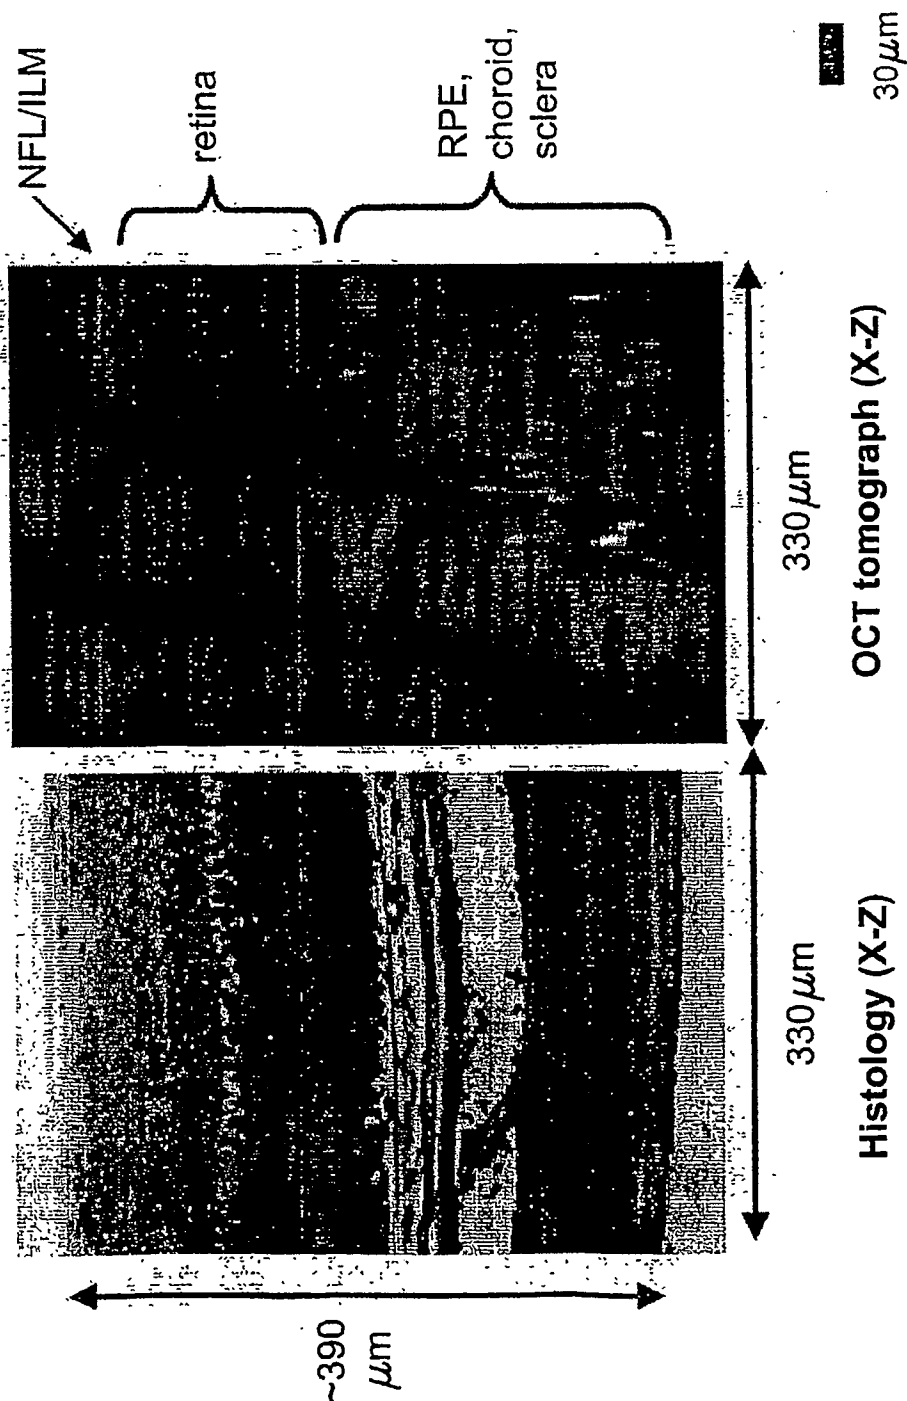 NFL/ILM
retina
RPE,
choroid,
sclera
30μm
~390
μm
330μm
330μm
Histology (X-Z)
OCT tomograph (X-Z)